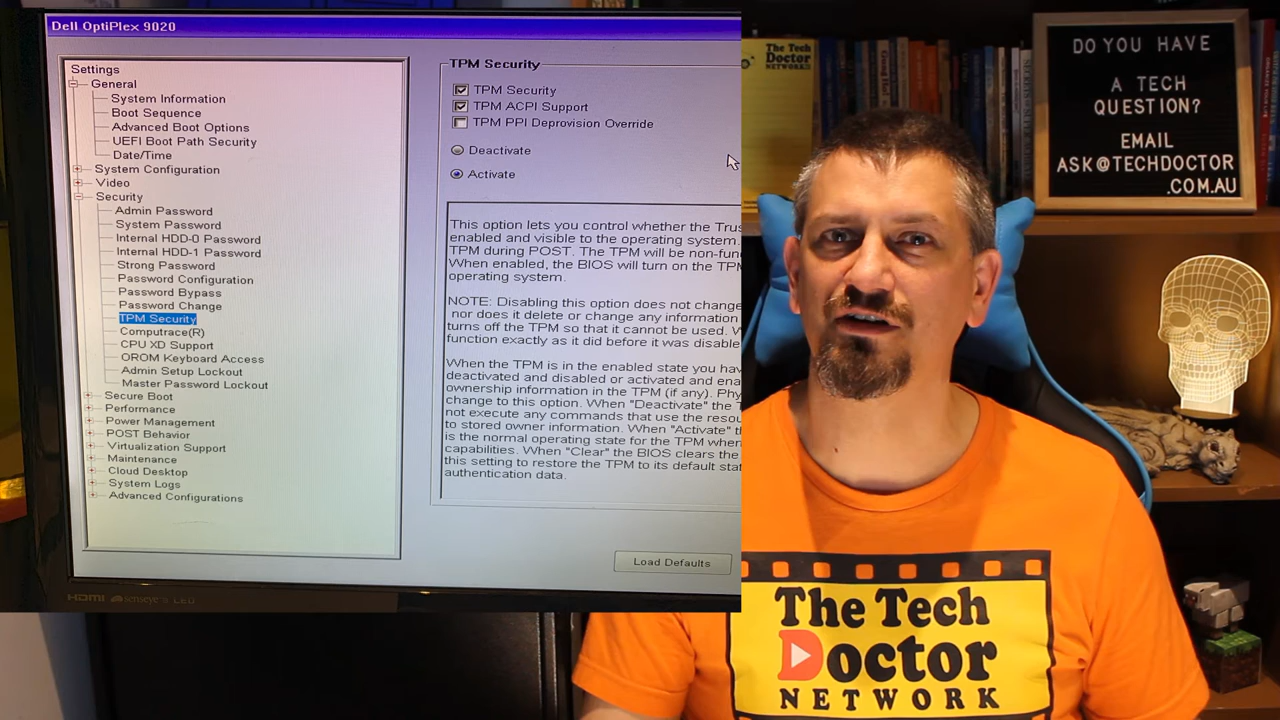 Dell OptiPlex 9020
Settings
General
System Information
Boot Sequence
Advanced Boot Options
UEFI Boot Path Security
Date/Time
System Configuration
Video
Security
Admin Password
System Password
Internal HDD-0 Password
Internal HDD-1 Password
Strong Password
Password Configuration
Password Bypass
Password Change
TPM Security
Computrace(R)
CPU XD Support
OROM Keyboard Access
Admin Setup Lockout
Master Password Lockout
Secure Boot
Performance
Power Management
POST Behavior
Virtualization Support
Maintenance
Cloud Desktop
System Logs
Advanced Configurations
TPM Security
TPM Security
TPM ACPI Support
TPM PPI Deprovision Override
Deactivate
Activate
This option lets you control whether the Trus
enabled and visible to the operating system.
TPM during POST. The TPM will be non-fun
When enabled, the BIOS will turn on the TPM
operating system.
NOTE: Disabling this option does not change
nor does it delete or change any information
turns off the TPM so that it cannot be used. W
function exactly as it did before it was disable
When the TPM is in the enabled state you hav
deactivated and disabled or activated and ena
ownership information in the TPM (if any). Phy
change to this option. When "Deactivate" the T
not execute any commands that use the resou
to stored owner information. When "Activate" th
is the normal operating state for the TPM when
capabilities. When "Clear" the BIOS clears the
this setting to restore the TPM to its default stat
authentication data.
Load Defaults
HDMI senseye LED
The Tech
Doctor
NETWORK
DO YOU HAVE
A TECH
QUESTION?
EMAIL
ASK@TECHDOCTOR
.COM.AU
The Tech
Doctor
NETWORK